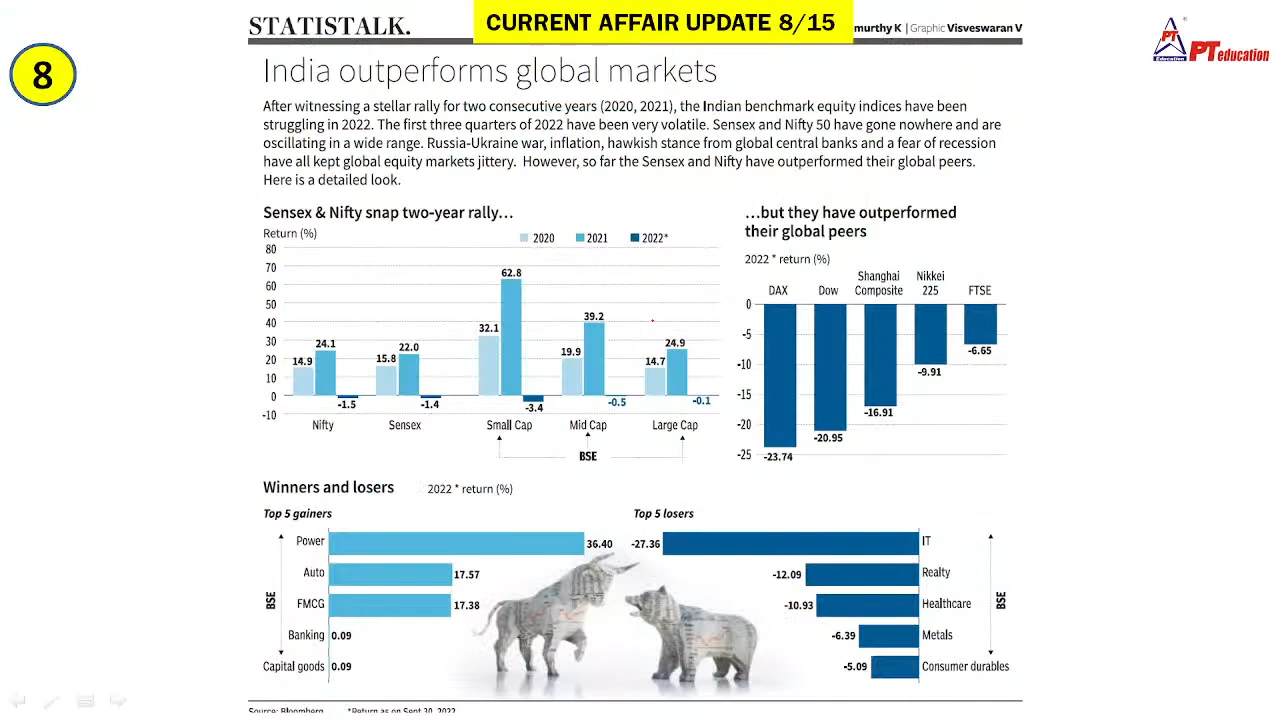 STATISTALK.
CURRENT AFFAIR UPDATE 8/15
murthy K | Graphic Visveswaran V
PT
Education
PT education
8
India outperforms global markets
After witnessing a stellar rally for two consecutive years (2020, 2021), the Indian benchmark equity indices have been
struggling in 2022. The first three quarters of 2022 have been very volatile. Sensex and Nifty 50 have gone nowhere and are
oscillating in a wide range. Russia-Ukraine war, inflation, hawkish stance from global central banks and a fear of recession
have all kept global equity markets jittery. However, so far the Sensex and Nifty have outperformed their global peers.
Here is a detailed look.
Sensex & Nifty snap two-year rally...
Return (%)
2020 2021 2022*
80
70
60
50
40
30
20
10
0
-10
14.9 24.1 -1.5
15.8 22.0 -1.4
32.1 62.8 -3.4
19.9 39.2 -0.5
14.7 24.9 -0.1
Nifty Sensex Small Cap Mid Cap Large Cap
BSE
...but they have outperformed
their global peers
2022 * return (%)
DAX Dow Shanghai Composite Nikkei 225 FTSE
0
-5
-10
-15
-20
-25
-23.74 -20.95 -16.91 -9.91 -6.65
Winners and losers 2022 * return (%)
Top 5 gainers
BSE
Power 36.40
Auto 17.57
FMCG 17.38
Banking 0.09
Capital goods 0.09
Top 5 losers
-27.36 IT
-12.09 Realty
-10.93 Healthcare
-6.39 Metals
-5.09 Consumer durables
BSE
Source: Bloomberg *Return as on Sept 30, 2022